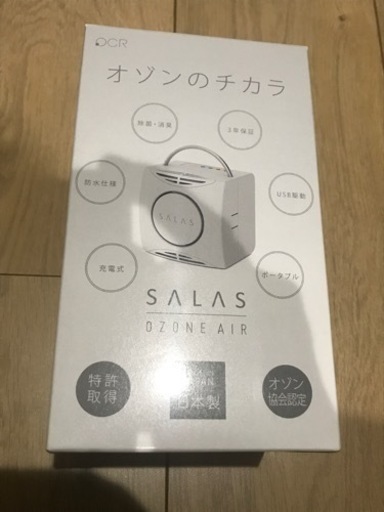 OCR
オゾンのチカラ
除菌・消臭
3年保証
防水仕様
USB駆動
SALAS
充電式
ポータブル
SALAS
OZONE AIR
特許
取得
日本製
オゾン
協会認定